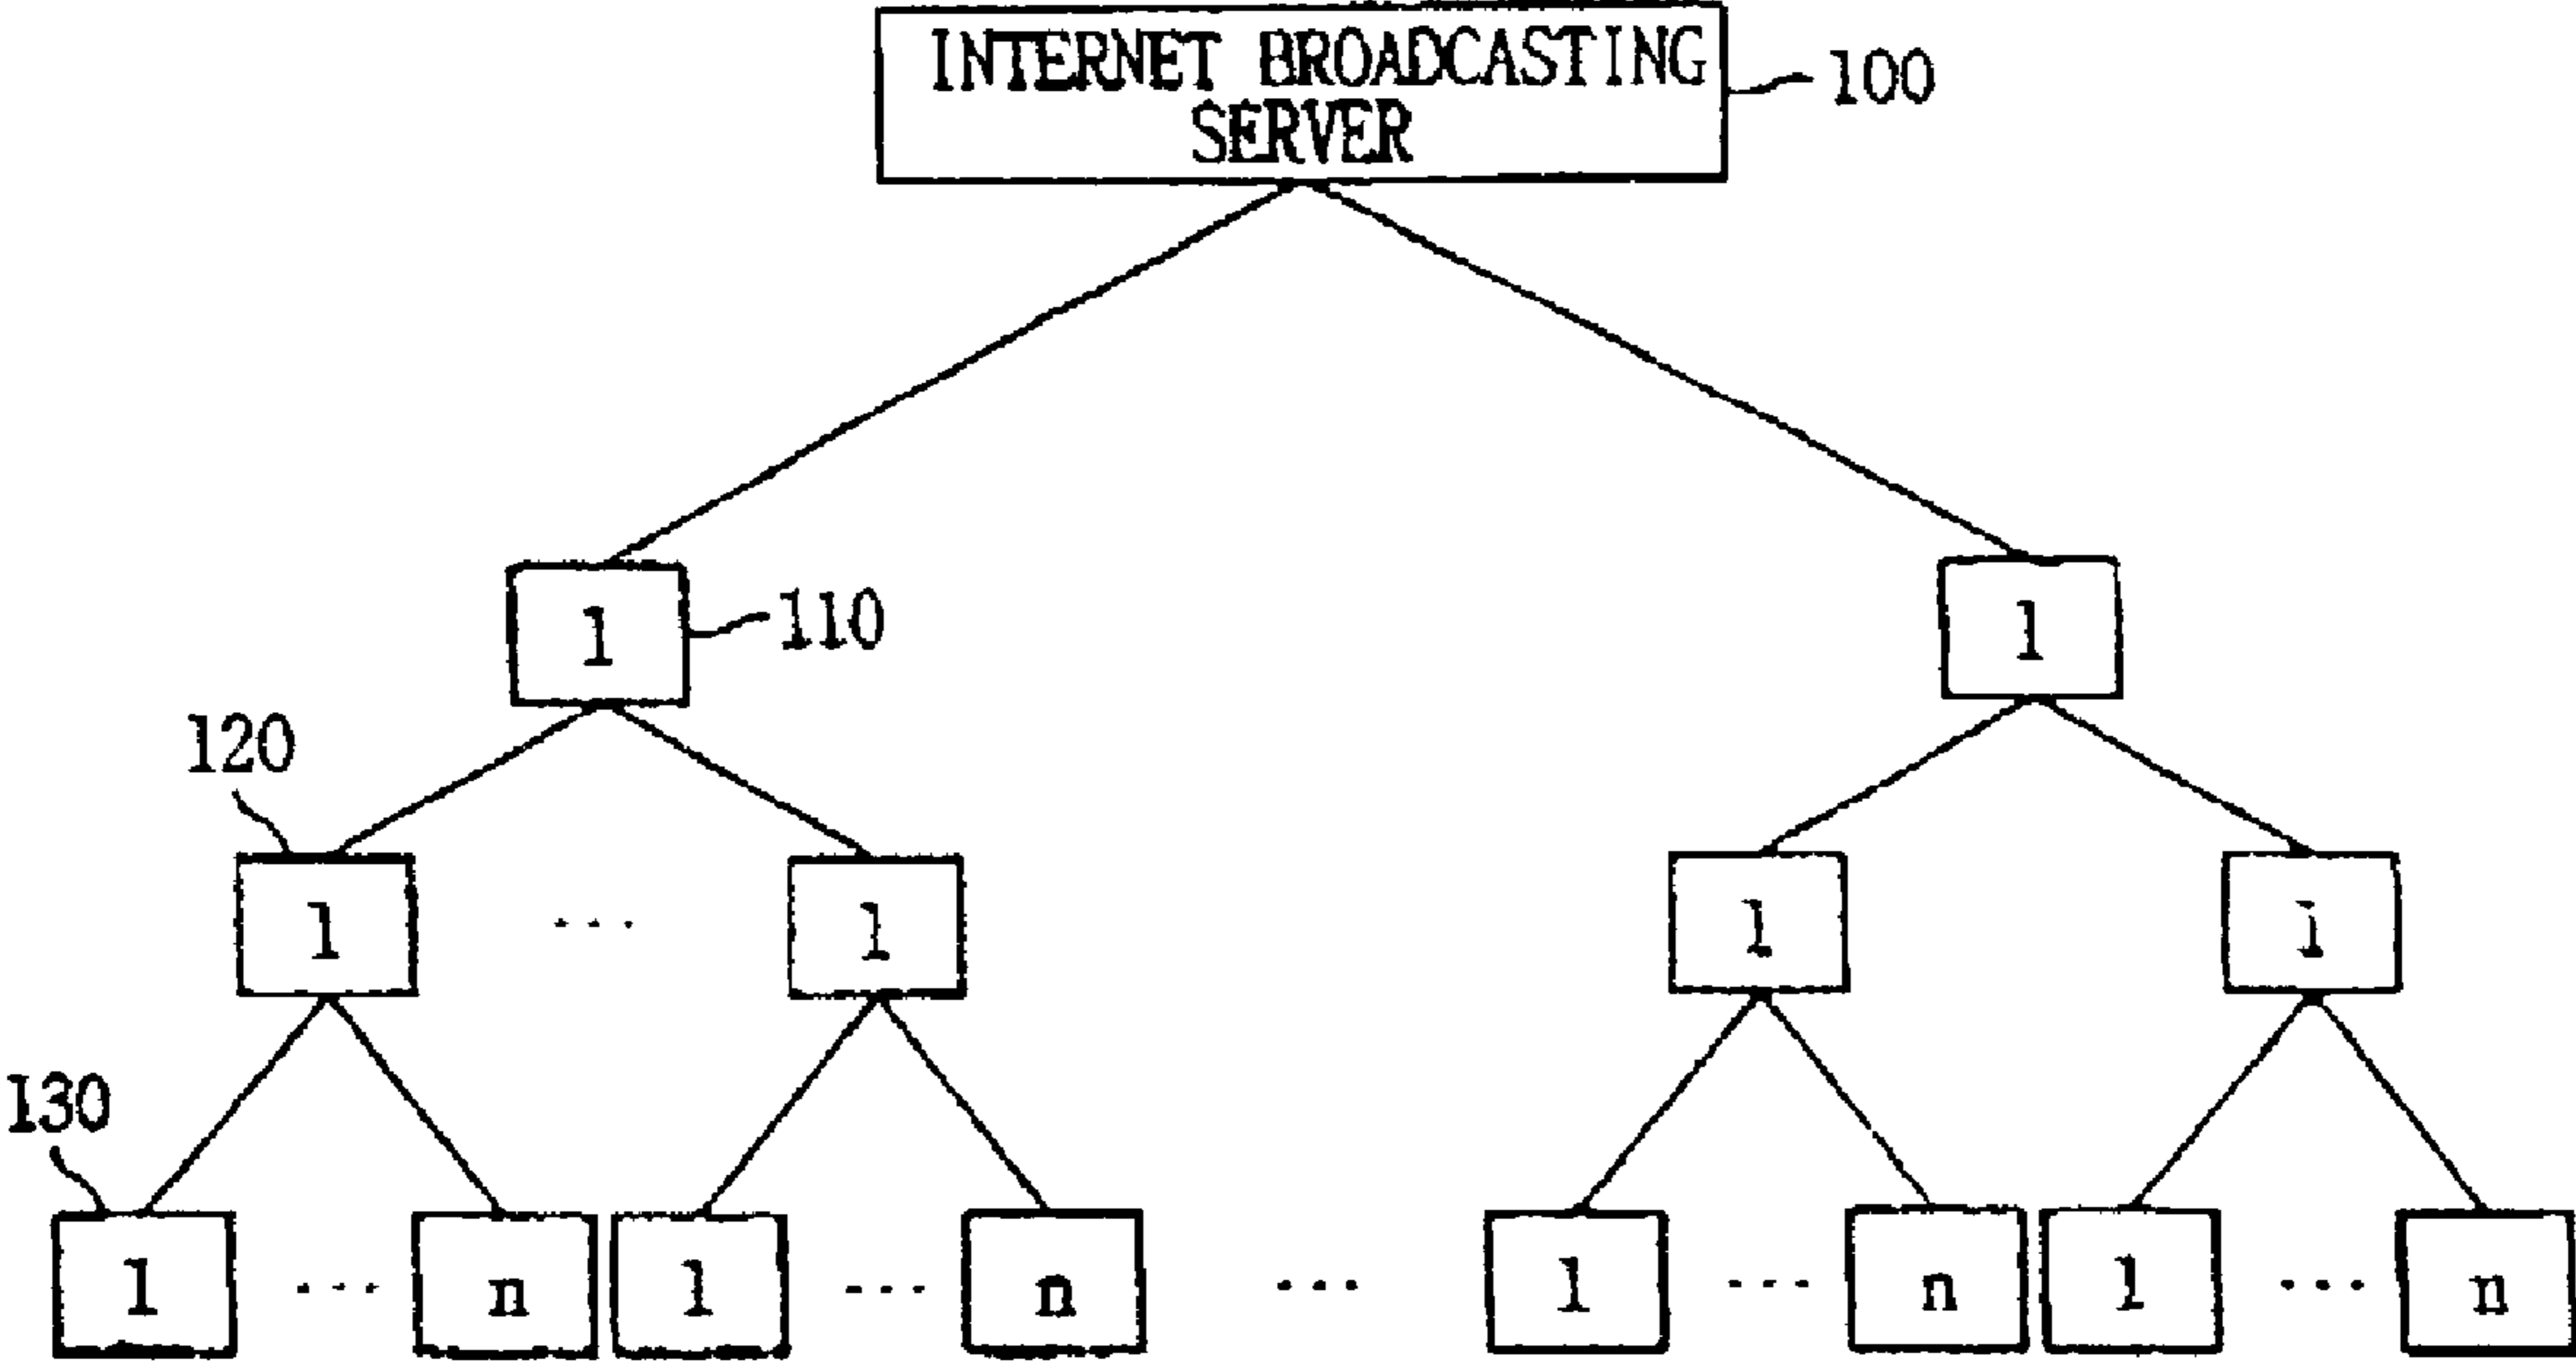 INTERNET BROADCASTING
SERVER
100
1
110
1
120
1
...
1
1
1
130
1 ... n
1 ... n
...
1 ... n
1 ... n